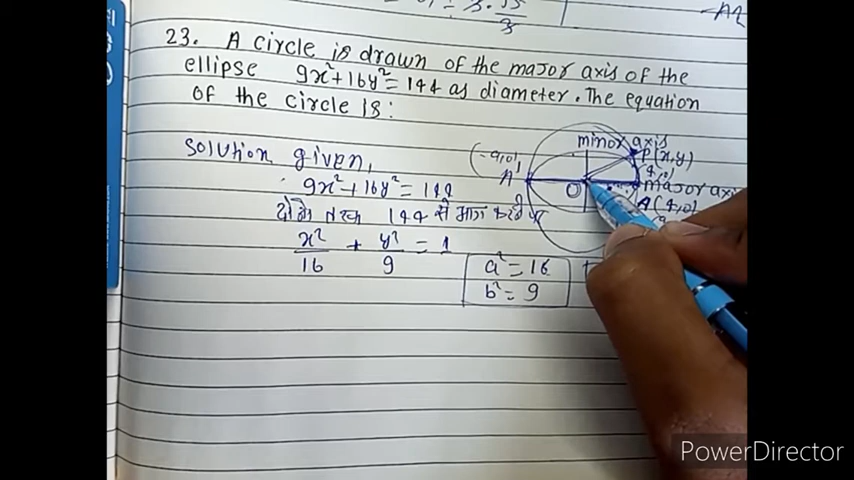 23. A circle is drawn of the major axis of the
ellipse 9x²+16y²=144 as diameter. The equation
of the circle is:
Solution given,
9x²+16y²=144
दोनों तरफ 144 से भाग करने पर
x²/16 + y²/9 = 1
a²=16
b²=9
minor axis
P(x,y)
(-a,0)
A'
O
major axis
A(4,0)
PowerDirector